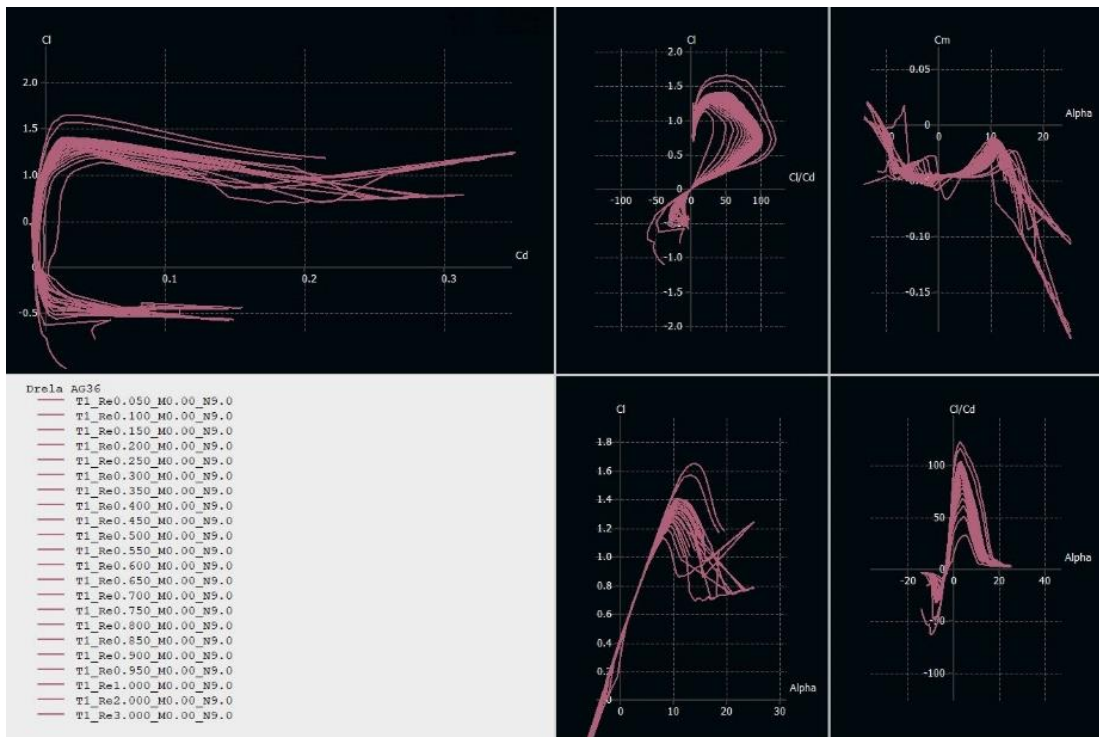 Cl
2.0
1.5
1.0
0.
0
-0.5
0.1
0.2
0.3
Cd
Cl
2.0
1.5
1.0
0.5
0
-0.5
-1.0
-1.5
-2.0
-100
-50
0
50
100
Cl/Cd
Cm
0.05
0
-0.10
-0.15
-10
0
10
20
Alpha
Drela AG36
T1_Re0.050_M0.00_N9.0
T1_Re0.100_M0.00_N9.0
T1_Re0.150_M0.00_N9.0
T1_Re0.200_M0.00_N9.0
T1_Re0.250_M0.00_N9.0
T1_Re0.300_M0.00_N9.0
T1_Re0.350_M0.00_N9.0
T1_Re0.400_M0.00_N9.0
T1_Re0.450_M0.00_N9.0
T1_Re0.500_M0.00_N9.0
T1_Re0.550_M0.00_N9.0
T1_Re0.600_M0.00_N9.0
T1_Re0.650_M0.00_N9.0
T1_Re0.700_M0.00_N9.0
T1_Re0.750_M0.00_N9.0
T1_Re0.800_M0.00_N9.0
T1_Re0.850_M0.00_N9.0
T1_Re0.900_M0.00_N9.0
T1_Re0.950_M0.00_N9.0
T1_Re1.000_M0.00_N9.0
T1_Re2.000_M0.00_N9.0
T1_Re3.000_M0.00_N9.0
Cl
1.8
1.6
1.4
1.2
1.0
0.8
0.6
0.4
0.2
0
0
10
20
30
Alpha
Cl/Cd
100
50
0
-50
-100
-20
0
20
40
Alpha